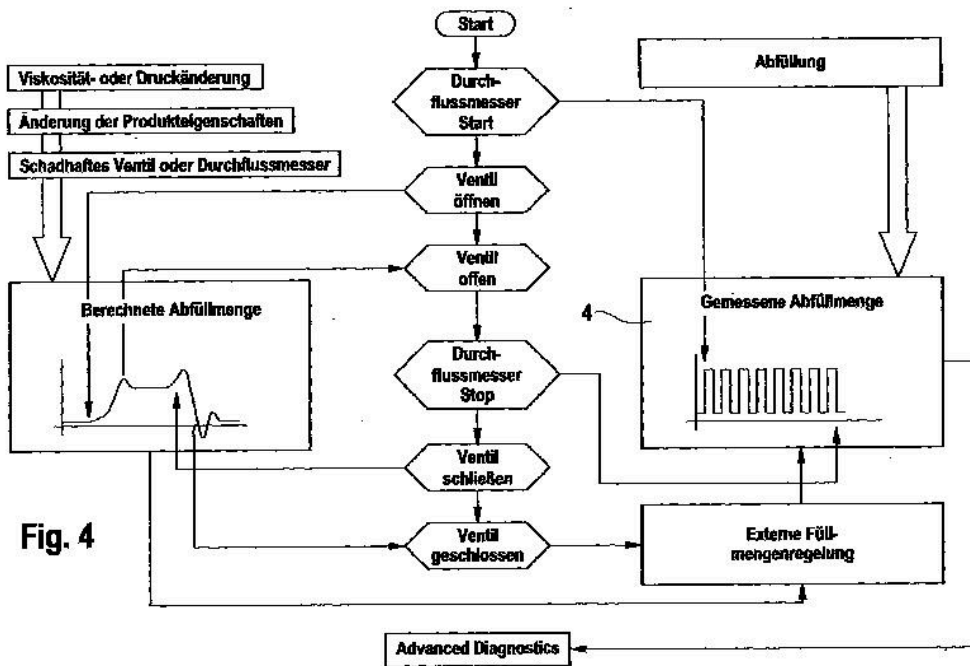 Start
Viskosität- oder Druckänderung
Änderung der Produkteigenschaften
Schadhaftes Ventil oder Durchflussmesser
Durch-
flussmesser
Start
Abfüllung
Ventil
öffnen
Ventil
offen
Berechnete Abfüllmenge
4
Gemessene Abfüllmenge
Durch-
flussmesser
Stop
Ventil
schließen
Fig. 4
Ventil
geschlossen
Externe Füll-
mengenregelung
Advanced Diagnostics